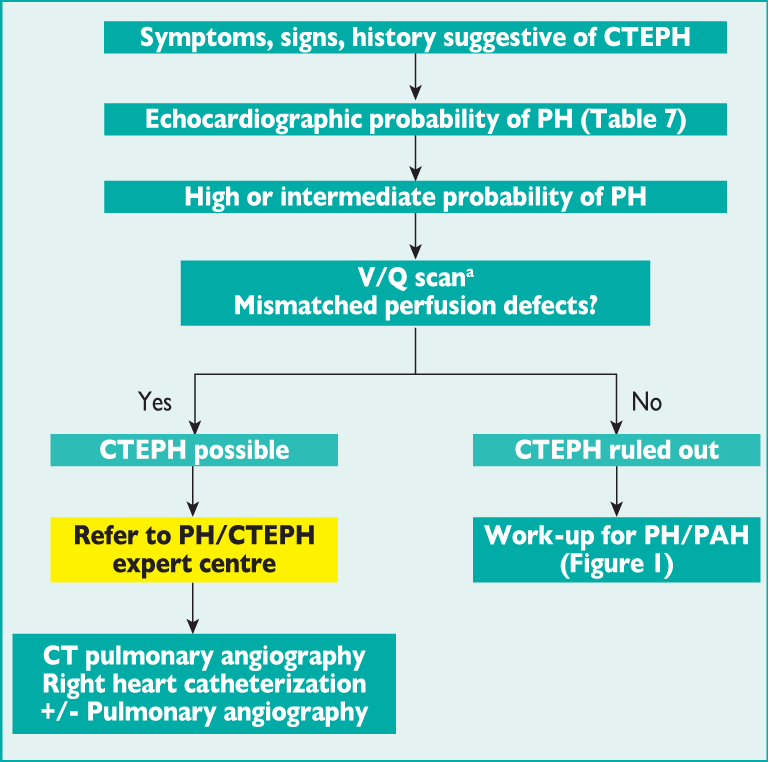 Symptoms, signs, history suggestive of CTEPH
Echocardiographic probability of PH (Table 7)
High or intermediate probability of PH
V/Q scanᵃ
Mismatched perfusion defects?
Yes
No
CTEPH possible
CTEPH ruled out
Refer to PH/CTEPH
expert centre
Work-up for PH/PAH
(Figure 1)
CT pulmonary angiography
Right heart catheterization
+/- Pulmonary angiography